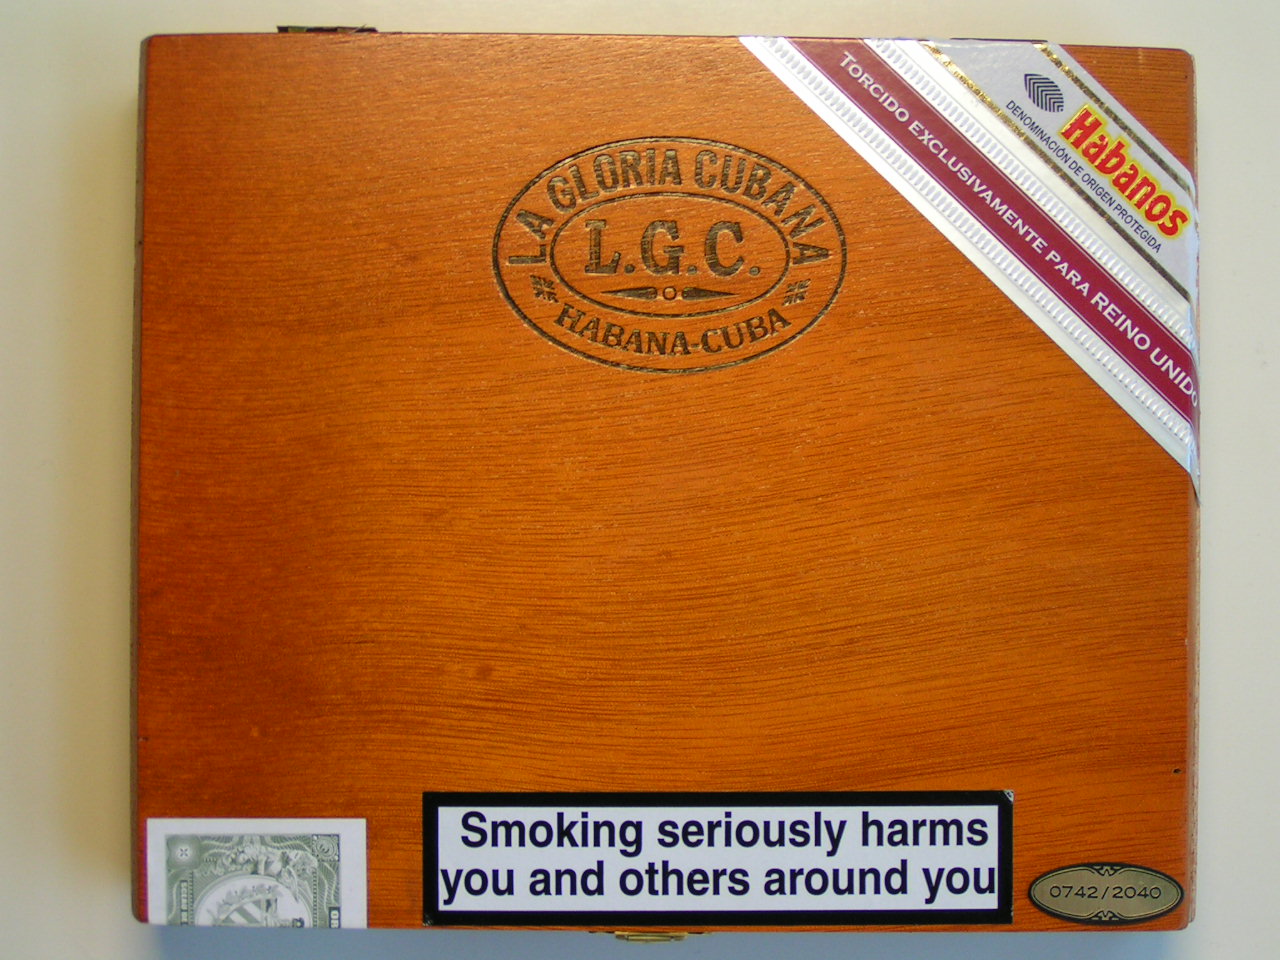 LA GLORIA CUBANA
L.G.C.
HABANA-CUBA
TORCIDO EXCLUSIVAMENTE PARA REINO UNIDO
Habanos
DENOMINACIÓN DE ORIGEN PROTEGIDA
Smoking seriously harms
you and others around you
0742/2040